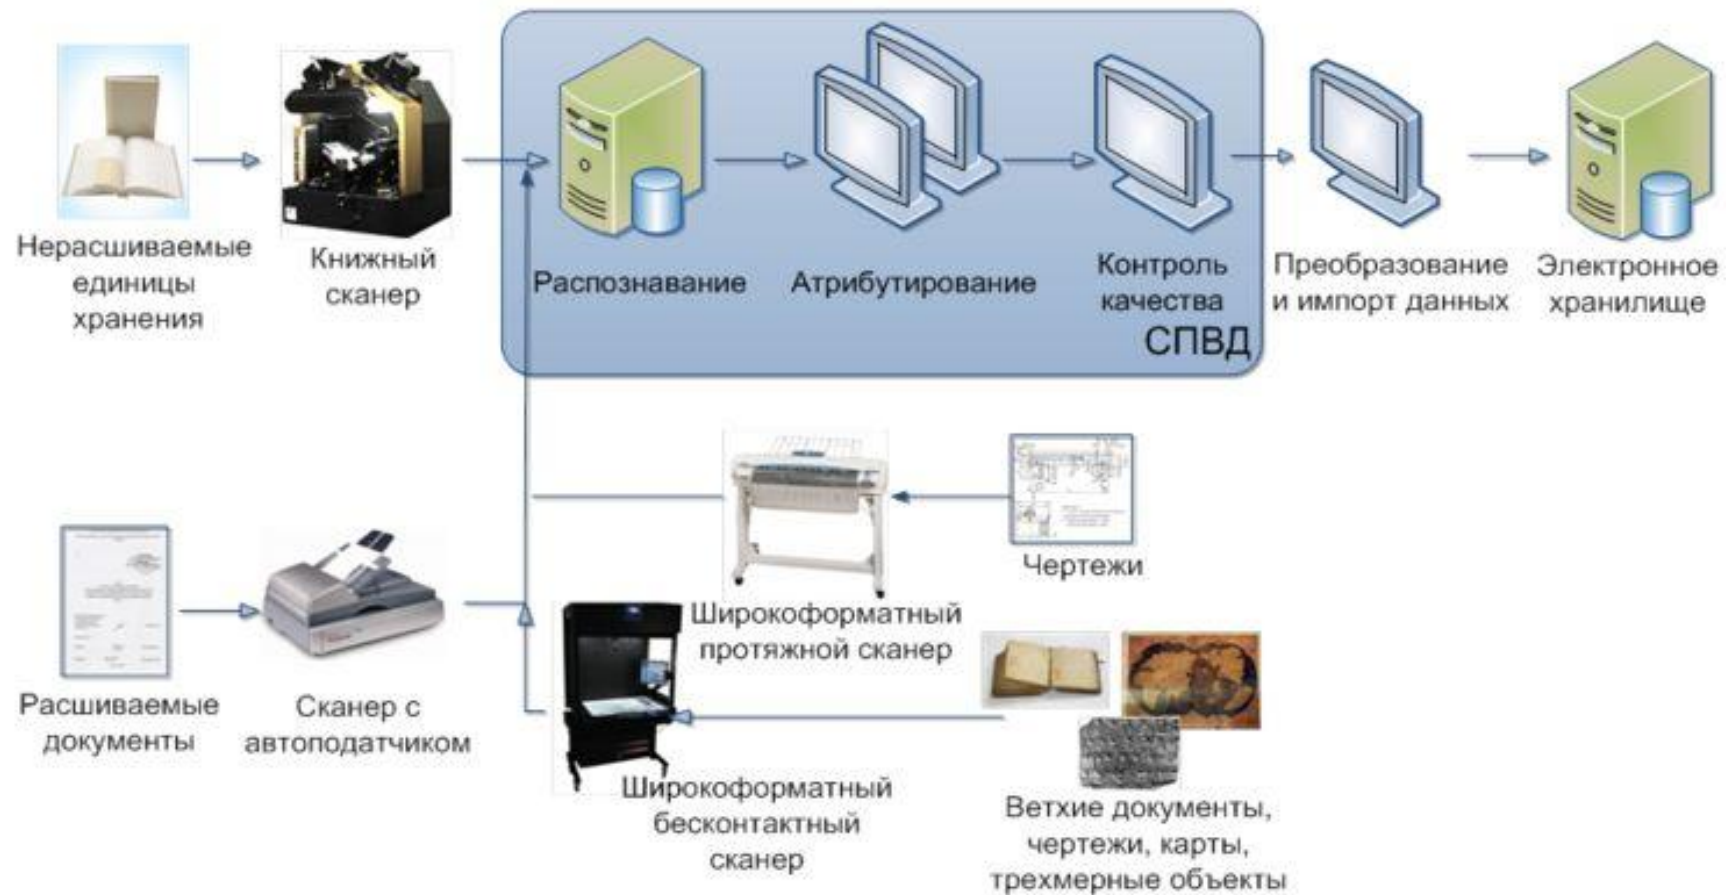 Нерасшиваемые
единицы
хранения
Книжный
сканер
Распознавание
Атрибутирование
Контроль
качества
СПВД
Преобразование
и импорт данных
Электронное
хранилище
Чертежи
Широкоформатный
протяжной сканер
Расшиваемые
документы
Сканер с
автоподатчиком
Широкоформатный
бесконтактный
сканер
Ветхие документы,
чертежи, карты,
трехмерные объекты